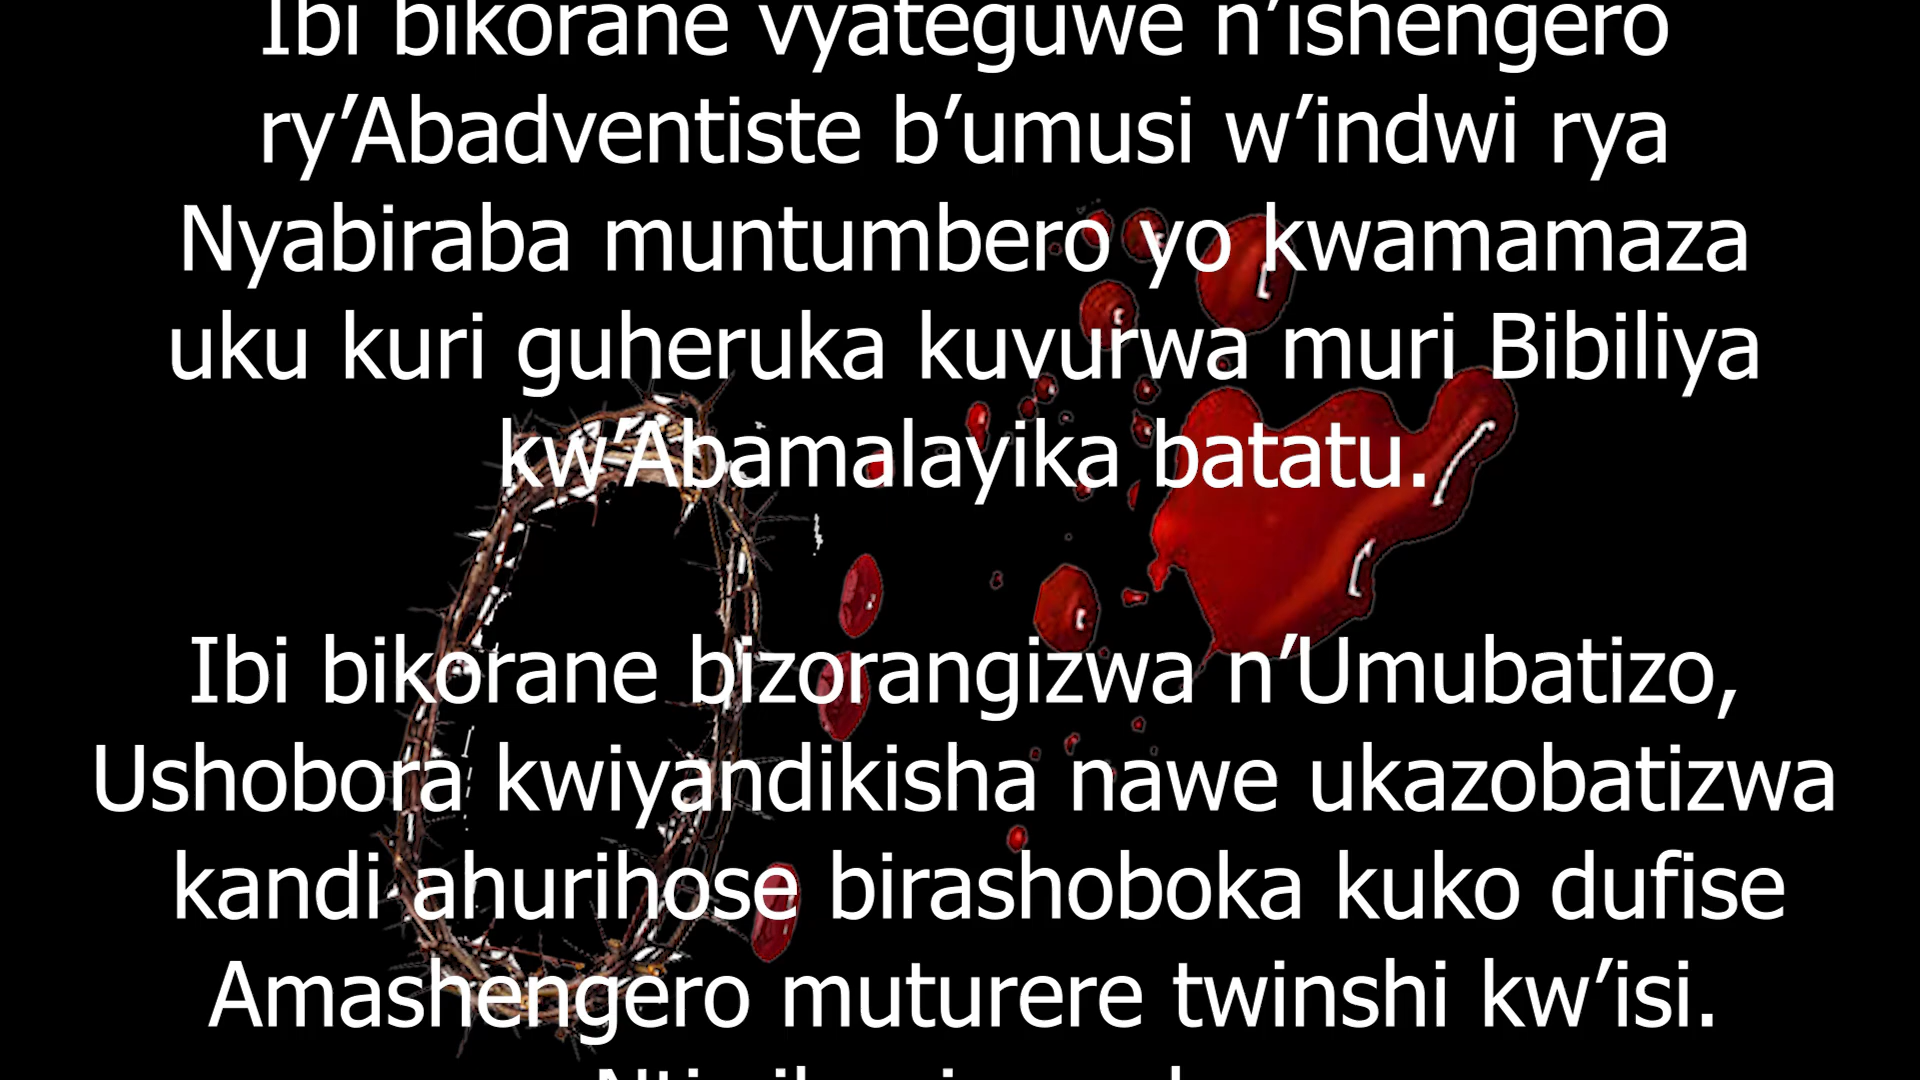 Ibi bikorane vyateguwe n’ishengero
ry’Abadventiste b’umusi w’indwi rya
Nyabiraba muntumbero yo kwamamaza
uku kuri guheruka kuvurwa muri Bibiliya
kw’Abamalayika batatu.
Ibi bikorane bizorangizwa n’Umubatizo,
Ushobora kwiyandikisha nawe ukazobatizwa
kandi ahurihose birashoboka kuko dufise
Amashengero muturere twinshi kw’isi.